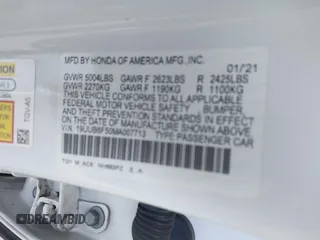 MFD BY HONDA OF AMERICA MFG., INC. 01/21
GVWR 5004LBS GAWR F 2623LBS R 2425LBS
GVWR 2270KG GAWR F 1190KG R 1100KG
THIS VEHICLE CONFORMS TO ALL APPLICABLE
FEDERAL MOTOR VEHICLE SAFETY, BUMPER,
AND THEFT PREVENTION STANDARDS IN EFFECT
ON THE DATE OF MANUFACTURE SHOWN ABOVE.
V.I.N. TYPE PASSENGER CAR
TGVA5
DREAMBID